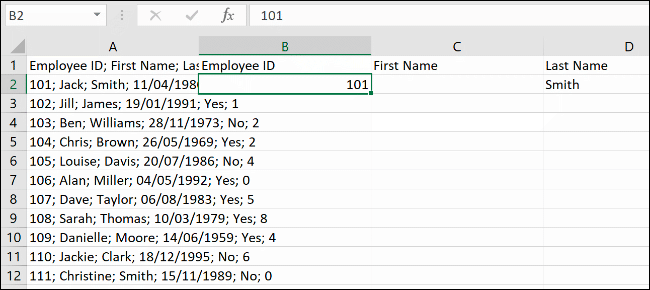 B2 fx 101
A B C D
1 Employee ID; First Name; Las Employee ID First Name Last Name
2 101; Jack; Smith; 11/04/198 101 Smith
3 102; Jill; James; 19/01/1991; Yes; 1
4 103; Ben; Williams; 28/11/1973; No; 2
5 104; Chris; Brown; 26/05/1969; Yes; 2
6 105; Louise; Davis; 20/07/1986; No; 4
7 106; Alan; Miller; 04/05/1992; Yes; 0
8 107; Dave; Taylor; 06/08/1983; Yes; 5
9 108; Sarah; Thomas; 10/03/1979; Yes; 8
10 109; Danielle; Moore; 14/06/1959; Yes; 4
11 110; Jackie; Clark; 18/12/1995; No; 6
12 111; Christine; Smith; 15/11/1989; No; 0